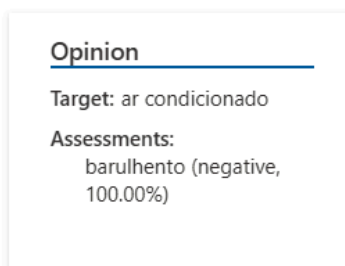 Opinion
Target: ar condicionado
Assessments:
barulhento (negative,
100.00%)